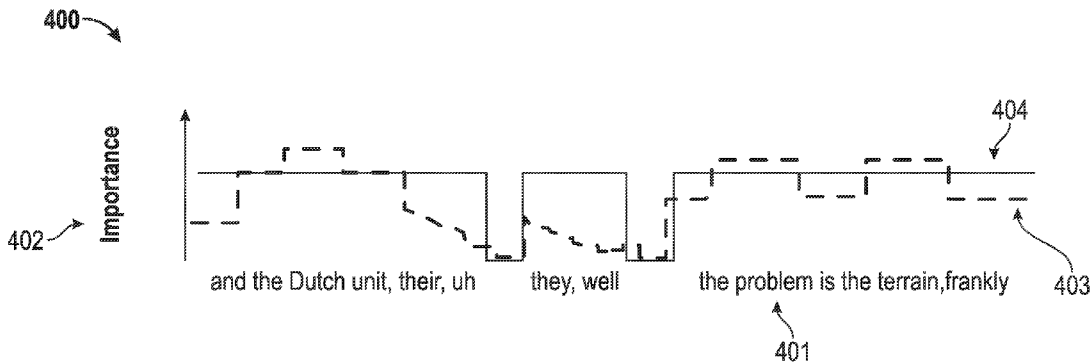 400
404
Importance
402
and the Dutch unit, their, uh they, well the problem is the terrain,frankly
403
401